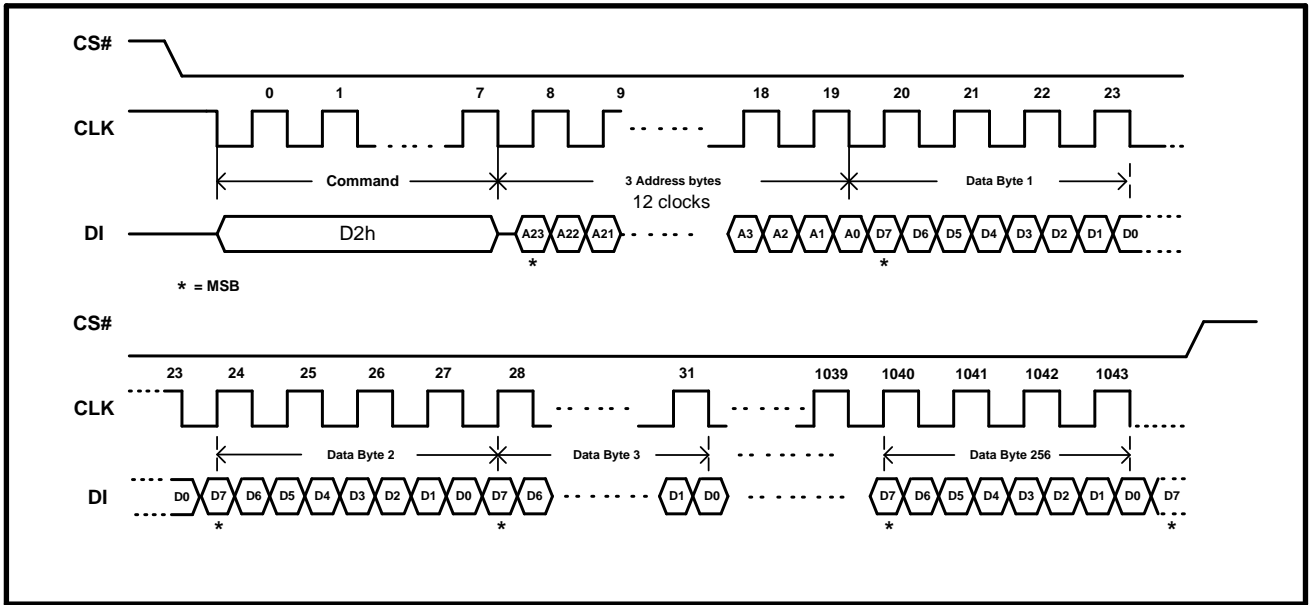 CS#
0 1 7 8 9 18 19 20 21 22 23
CLK
Command 3 Address bytes Data Byte 1
12 clocks
DI D2h A23 A22 A21 A3 A2 A1 A0 D7 D6 D5 D4 D3 D2 D1 D0
* *
* = MSB
CS#
23 24 25 26 27 28 31 1039 1040 1041 1042 1043
CLK
Data Byte 2 Data Byte 3 Data Byte 256
DI D0 D7 D6 D5 D4 D3 D2 D1 D0 D7 D6 D1 D0 D7 D6 D5 D4 D3 D2 D1 D0 D7
* * * *